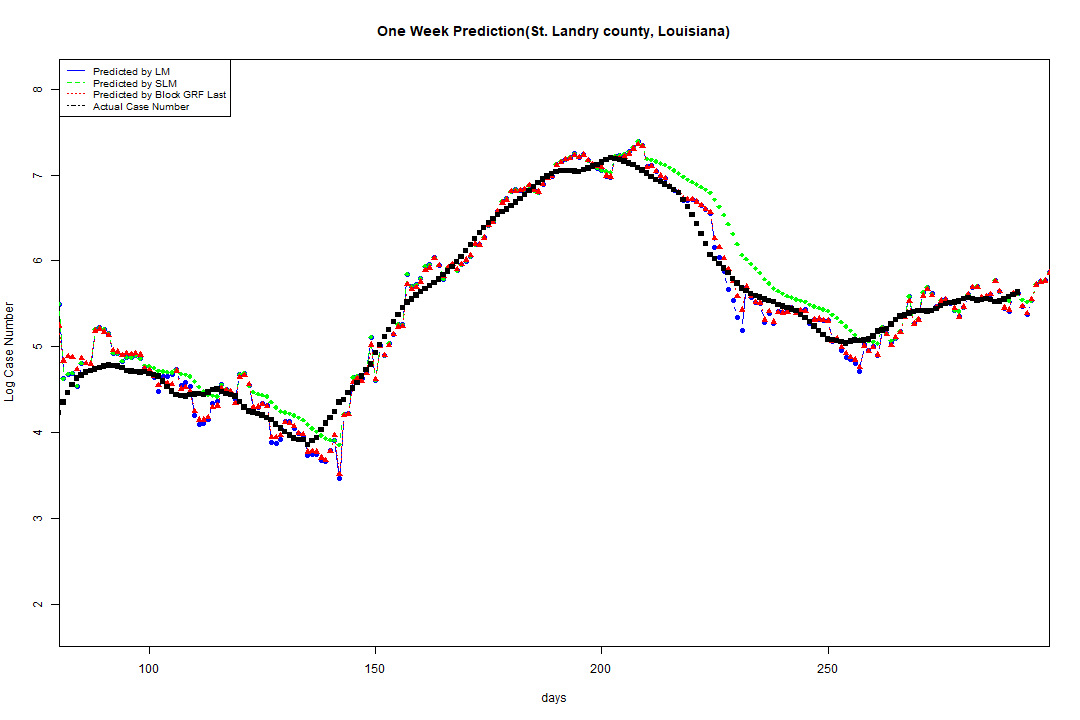 One Week Prediction(St. Landry county, Louisiana)
Predicted by LM
Predicted by SLM
Predicted by Block GRF Last
Actual Case Number
8
7
6
5
4
3
2
Log Case Number
100 150 200 250
days